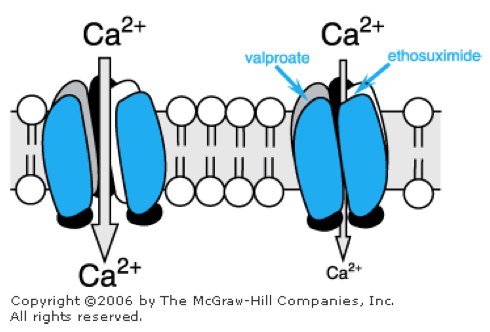 Ca²⁺ Ca²⁺
valproate ethosuximide
Ca²⁺ Ca²⁺
Copyright ©2006 by The McGraw-Hill Companies, Inc.
All rights reserved.